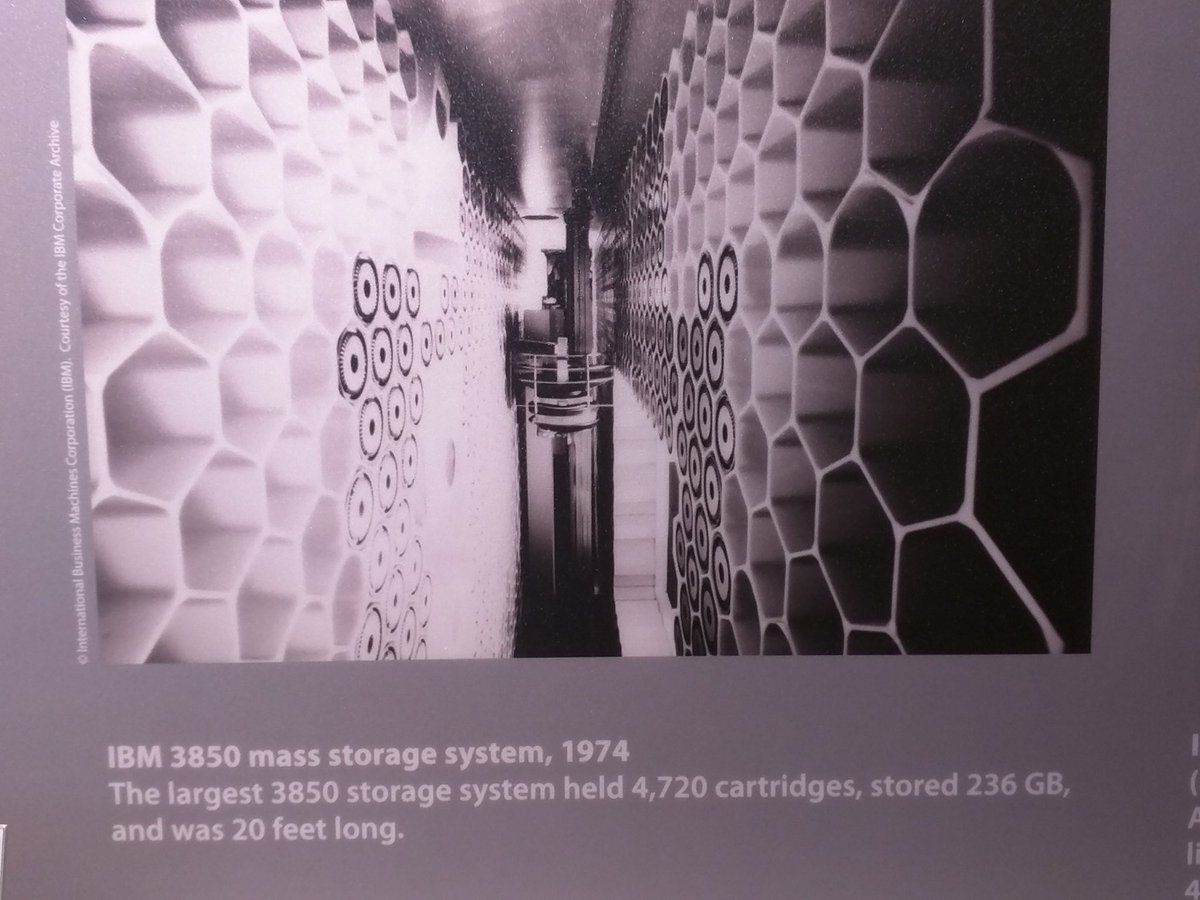 © International Business Machines Corporation (IBM). Courtesy of the IBM Corporate Archive
IBM 3850 mass storage system, 1974
The largest 3850 storage system held 4,720 cartridges, stored 236 GB,
and was 20 feet long.